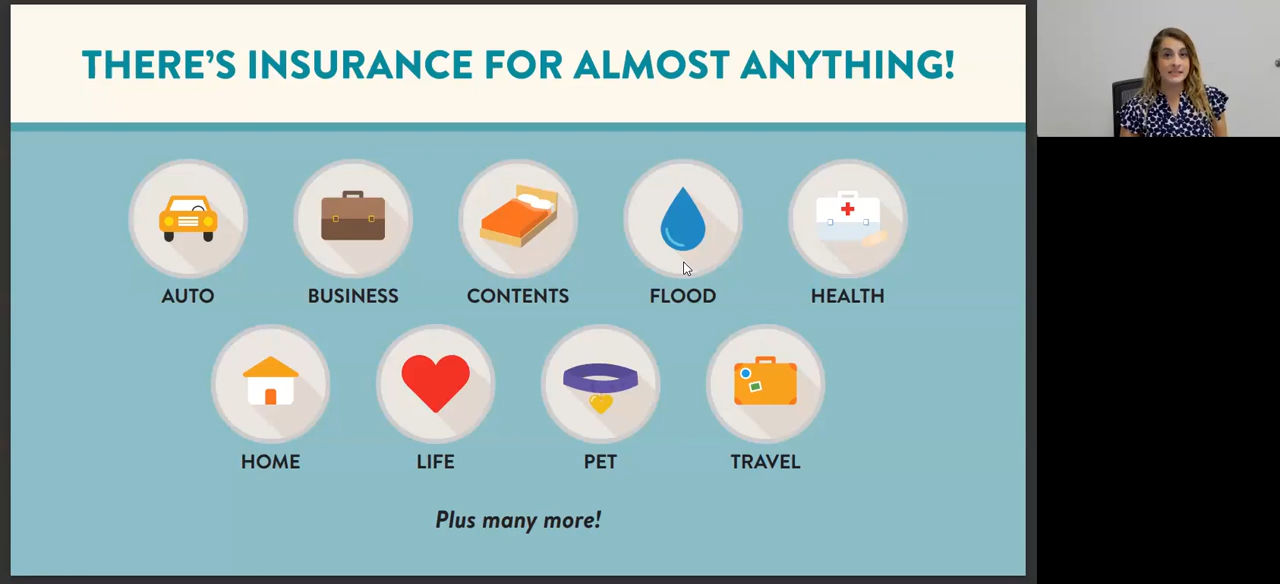 THERE'S INSURANCE FOR ALMOST ANYTHING!
AUTO BUSINESS CONTENTS FLOOD HEALTH
HOME LIFE PET TRAVEL
Plus many more!